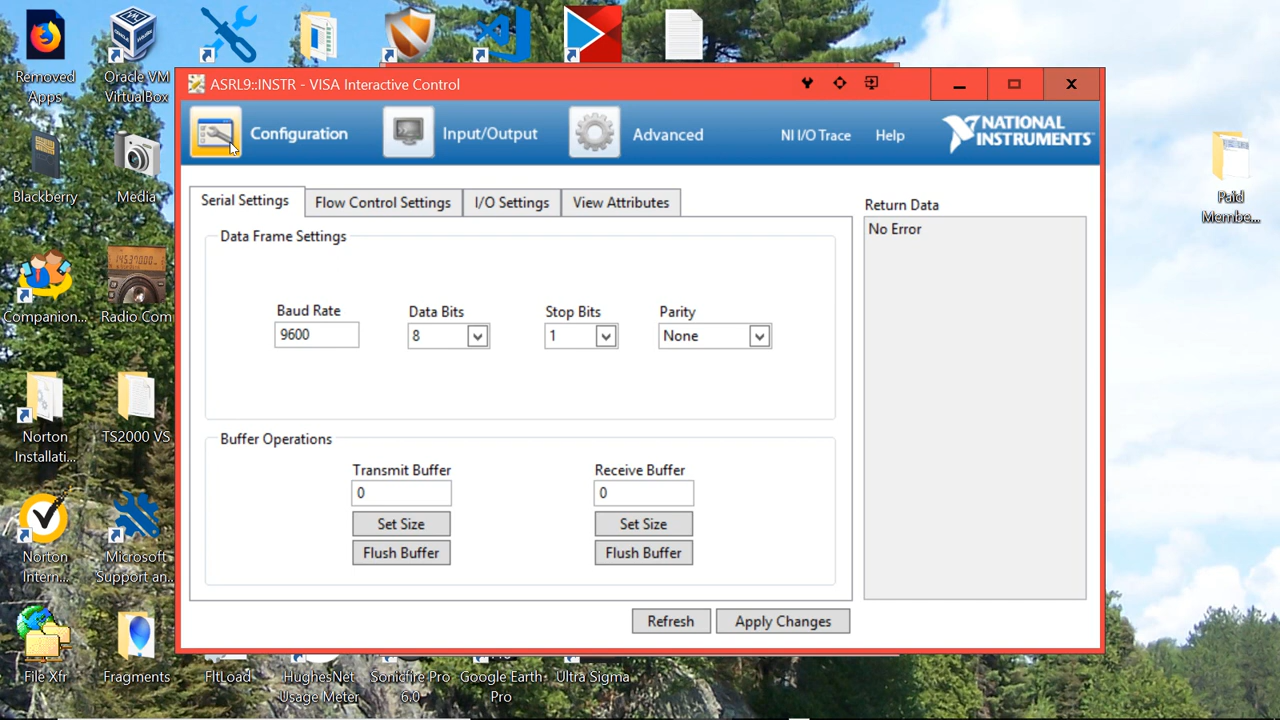 Removed
Apps
Oracle VM
VirtualBox
ASRL9::INSTR - VISA Interactive Control
Configuration
Input/Output
Advanced
NI I/O Trace
Help
NATIONAL
INSTRUMENTS
Blackberry
Media
Paid
Membe...
Serial Settings
Flow Control Settings
I/O Settings
View Attributes
Return Data
No Error
Data Frame Settings
Baud Rate
Data Bits
Stop Bits
Parity
9600
8
1
None
Companion...
Radio Com
145.370.00
Buffer Operations
Transmit Buffer
Receive Buffer
0
0
Set Size
Set Size
Flush Buffer
Flush Buffer
Norton
Installati...
TS2000 VS
Norton
Intern...
Microsoft
Support an...
Refresh
Apply Changes
File Xfr
Fragments
FltLoad
HughesNet
Usage Meter
Sonicfire Pro
6.0
Google Earth
Pro
Ultra Sigma